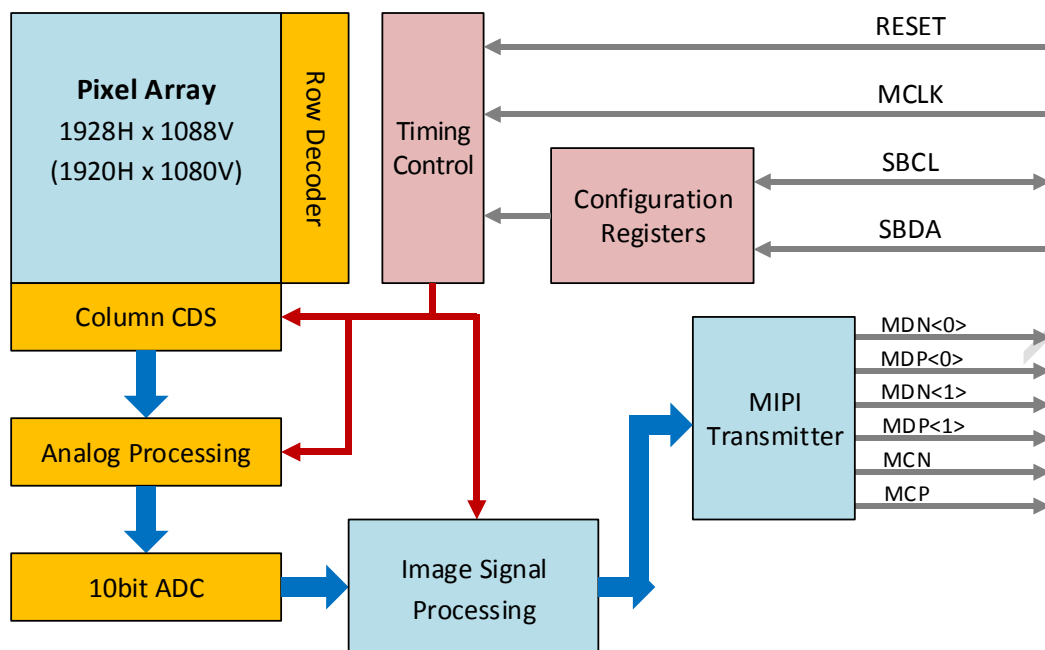 Pixel Array
1928H x 1088V
(1920H x 1080V)
Row Decoder
Column CDS
Analog Processing
10bit ADC
Timing
Control
Configuration
Registers
RESET
MCLK
SBCL
SBDA
Image Signal
Processing
MIPI
Transmitter
MDN<0>
MDP<0>
MDN<1>
MDP<1>
MCN
MCP